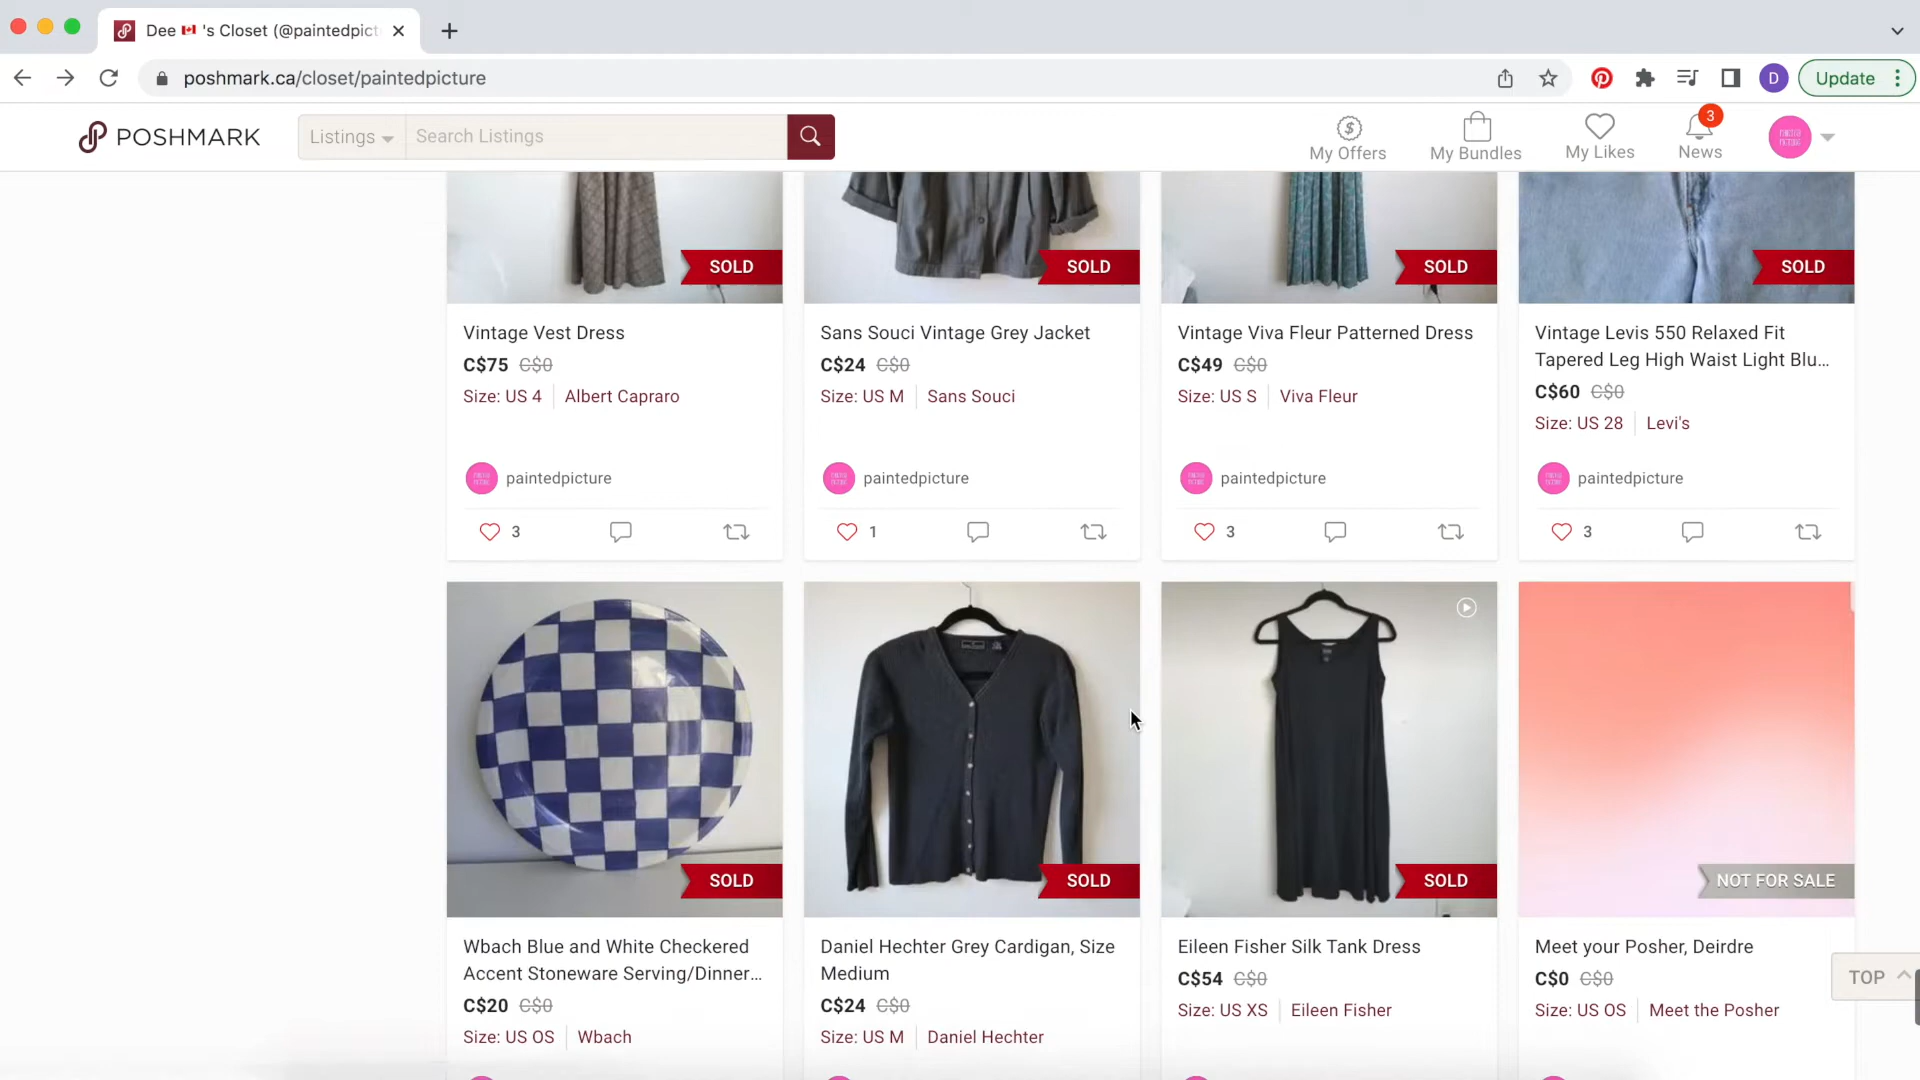 Dee 🇨🇦 's Closet (@paintedpict
poshmark.ca/closet/paintedpicture
D
Update
POSHMARK
Listings
Search Listings
My Offers
My Bundles
My Likes
3
News
SOLD
SOLD
SOLD
SOLD
Vintage Vest Dress
C$75 C$0
Size: US 4 Albert Capraro
paintedpicture
3
Sans Souci Vintage Grey Jacket
C$24 C$0
Size: US M Sans Souci
paintedpicture
1
Vintage Viva Fleur Patterned Dress
C$49 C$0
Size: US S Viva Fleur
paintedpicture
3
Vintage Levis 550 Relaxed Fit
Tapered Leg High Waist Light Blu...
C$60 C$0
Size: US 28 Levi's
paintedpicture
3
SOLD
SOLD
SOLD
NOT FOR SALE
Wbach Blue and White Checkered
Accent Stoneware Serving/Dinner...
C$20 C$0
Size: US OS Wbach
Daniel Hechter Grey Cardigan, Size
Medium
C$24 C$0
Size: US M Daniel Hechter
Eileen Fisher Silk Tank Dress
C$54 C$0
Size: US XS Eileen Fisher
Meet your Posher, Deirdre
C$0 C$0
Size: US OS Meet the Posher
TOP